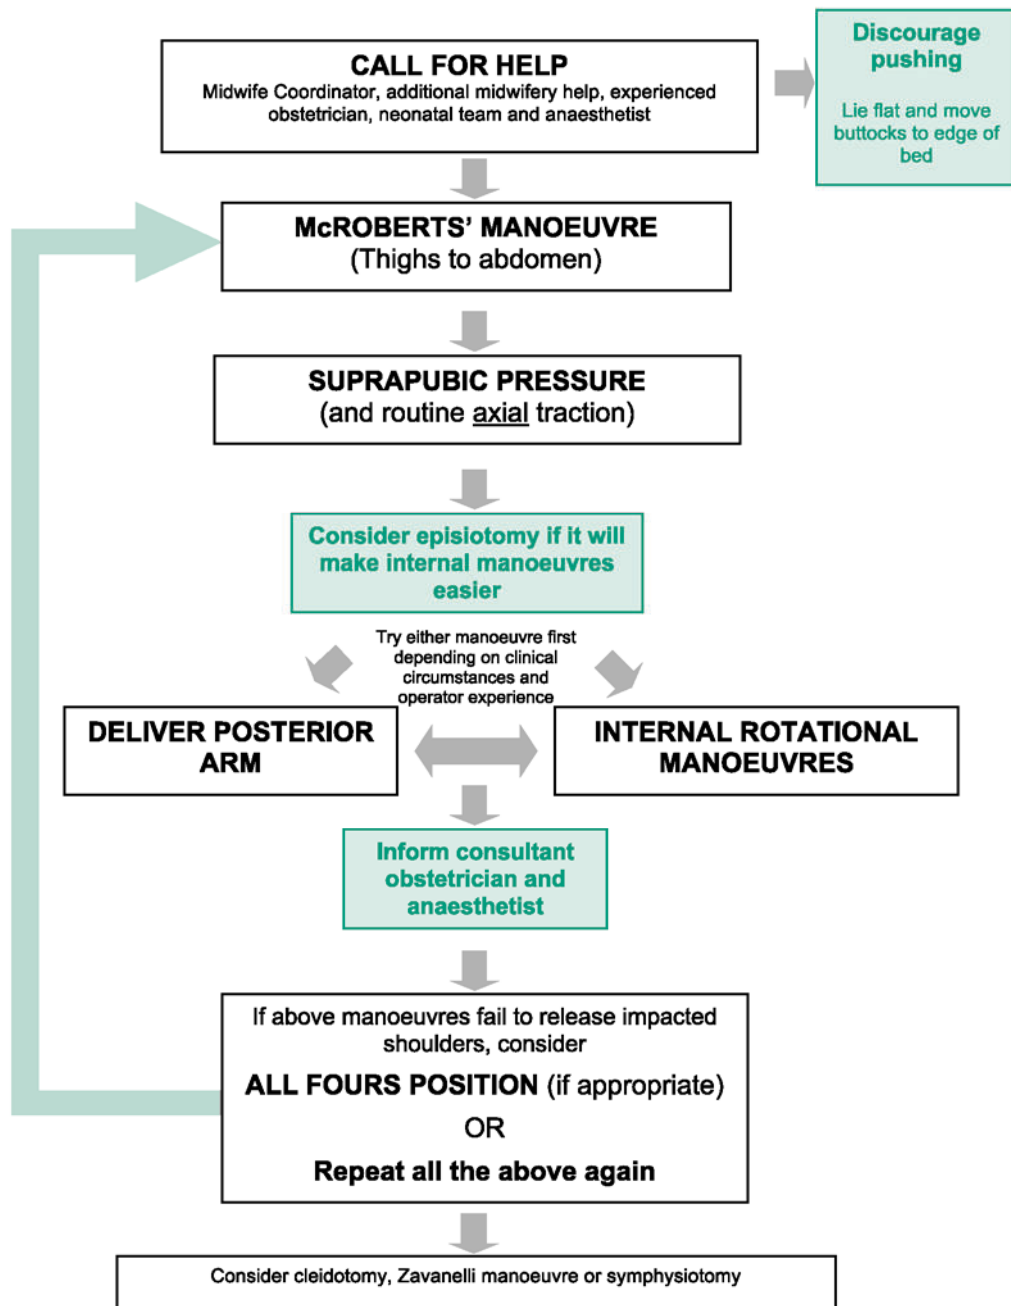 CALL FOR HELP
Midwife Coordinator, additional midwifery help, experienced
obstetrician, neonatal team and anaesthetist
Discourage
pushing
Lie flat and move
buttocks to edge of
bed
McROBERTS’ MANOEUVRE
(Thighs to abdomen)
SUPRAPUBIC PRESSURE
(and routine axial traction)
Consider episiotomy if it will
make internal manoeuvres
easier
Try either manoeuvre first
depending on clinical
circumstances and
operator experience
DELIVER POSTERIOR
ARM
INTERNAL ROTATIONAL
MANOEUVRES
Inform consultant
obstetrician and
anaesthetist
If above manoeuvres fail to release impacted
shoulders, consider
ALL FOURS POSITION (if appropriate)
OR
Repeat all the above again
Consider cleidotomy, Zavanelli manoeuvre or symphysiotomy